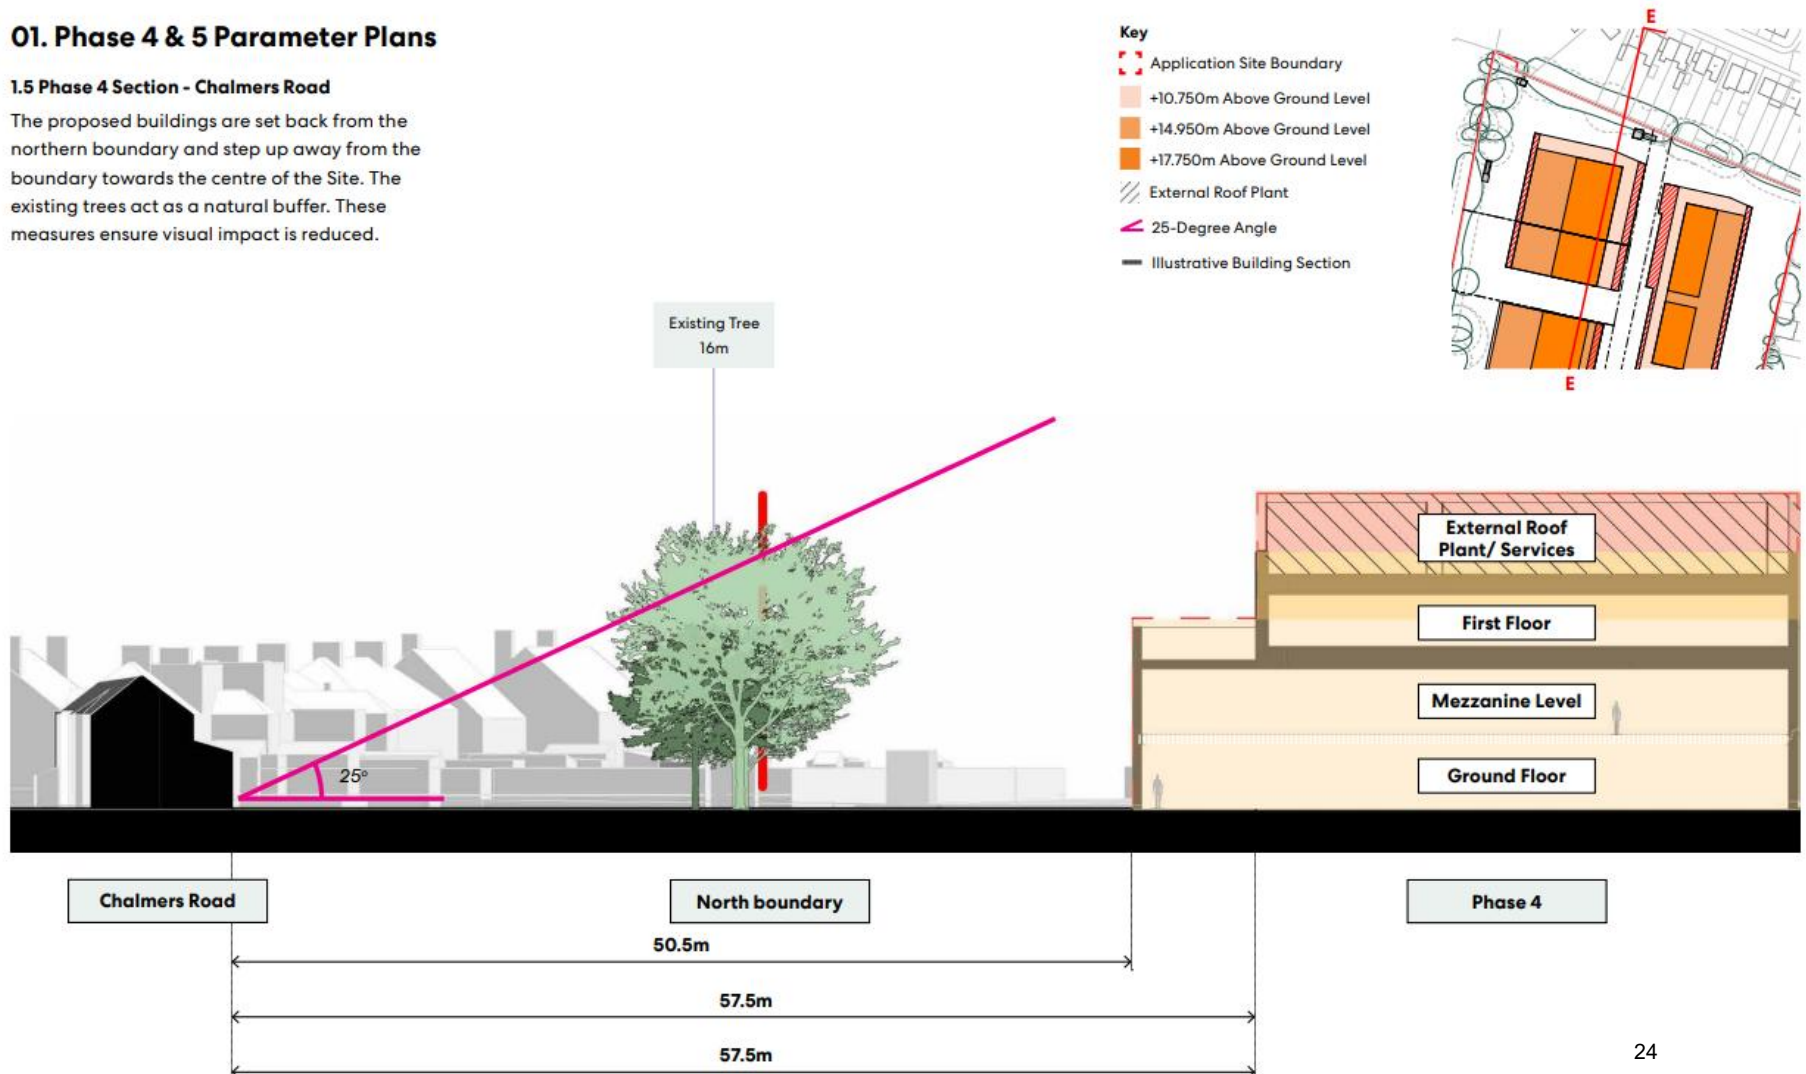 01. Phase 4 & 5 Parameter Plans
1.5 Phase 4 Section - Chalmers Road
The proposed buildings are set back from the
northern boundary and step up away from the
boundary towards the centre of the Site. The
existing trees act as a natural buffer. These
measures ensure visual impact is reduced.
Key
Application Site Boundary
+10.750m Above Ground Level
+14.950m Above Ground Level
+17.750m Above Ground Level
External Roof Plant
25-Degree Angle
Illustrative Building Section
E
E
Existing Tree
16m
External Roof
Plant/ Services
First Floor
Mezzanine Level
Ground Floor
25°
Chalmers Road
North boundary
Phase 4
50.5m
57.5m
57.5m
24